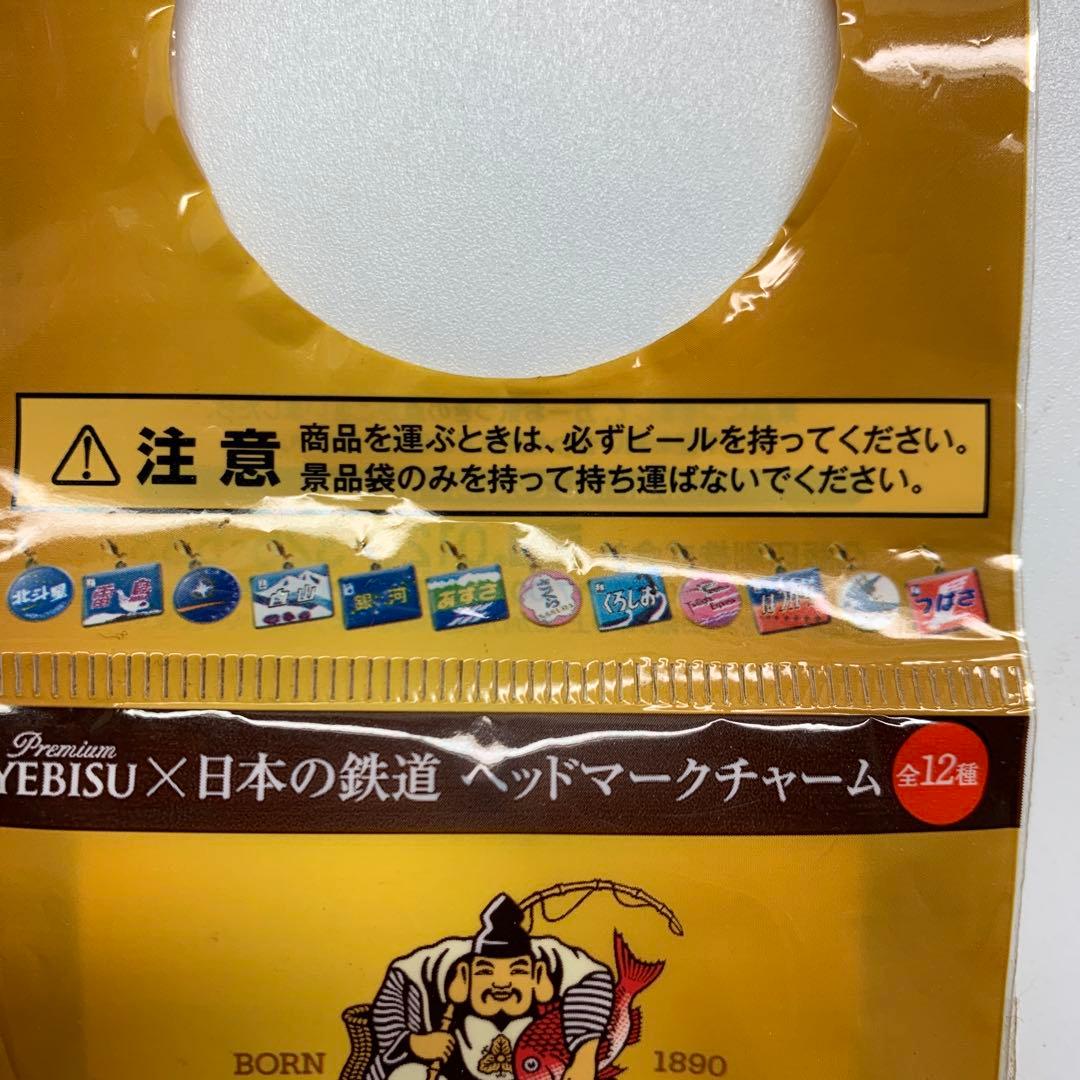 注意
商品を運ぶときは、必ずビールを持ってください。
景品袋のみを持って持ち運ばないでください。
北斗星
雷鳥
白山
銀河
あずさ
さくら
SAKURA
くろしお
つばさ
Premium
YEBISU×日本の鉄道 ヘッドマークチャーム
全12種
BORN
1890